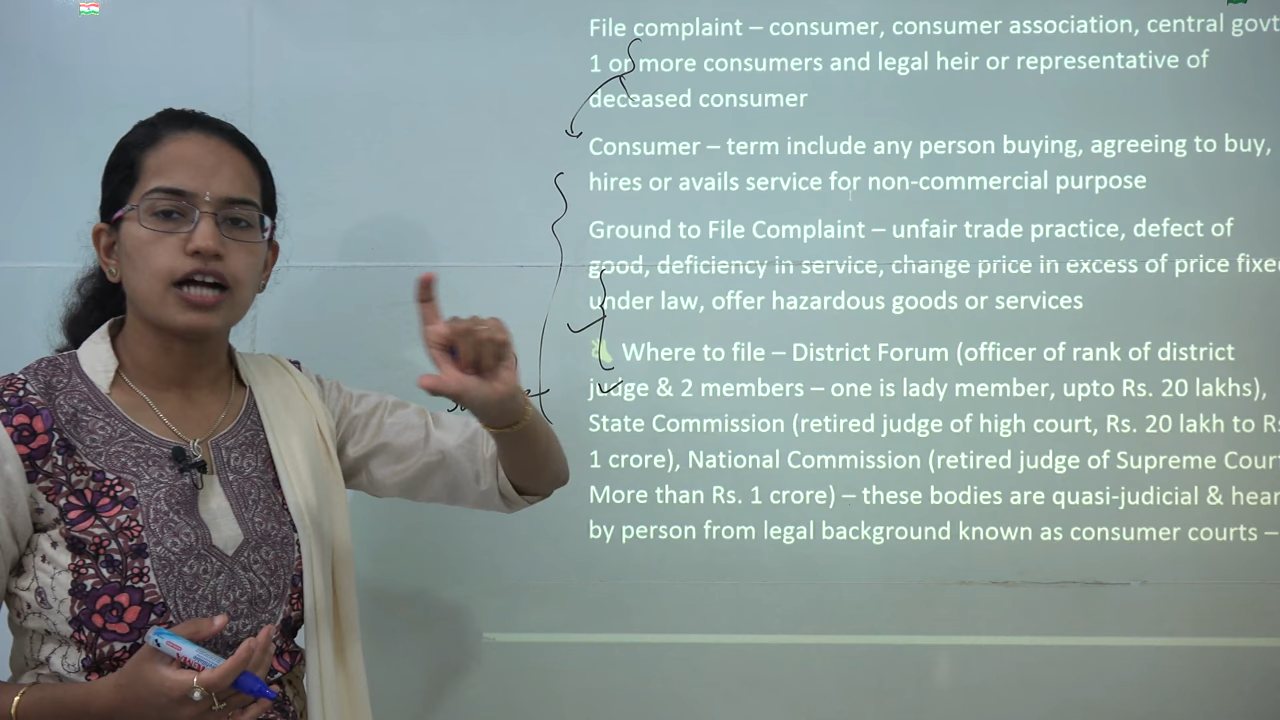 File complaint – consumer, consumer association, central govt
1 or more consumers and legal heir or representative of
deceased consumer
Consumer – term include any person buying, agreeing to buy,
hires or avails service for non-commercial purpose
Ground to File Complaint – unfair trade practice, defect of
good, deficiency in service, change price in excess of price fixe
under law, offer hazardous goods or services
Where to file – District Forum (officer of rank of district
judge & 2 members – one is lady member, upto Rs. 20 lakhs),
State Commission (retired judge of high court, Rs. 20 lakh to Rs
1 crore), National Commission (retired judge of Supreme Cour
More than Rs. 1 crore) – these bodies are quasi-judicial & hear
by person from legal background known as consumer courts –